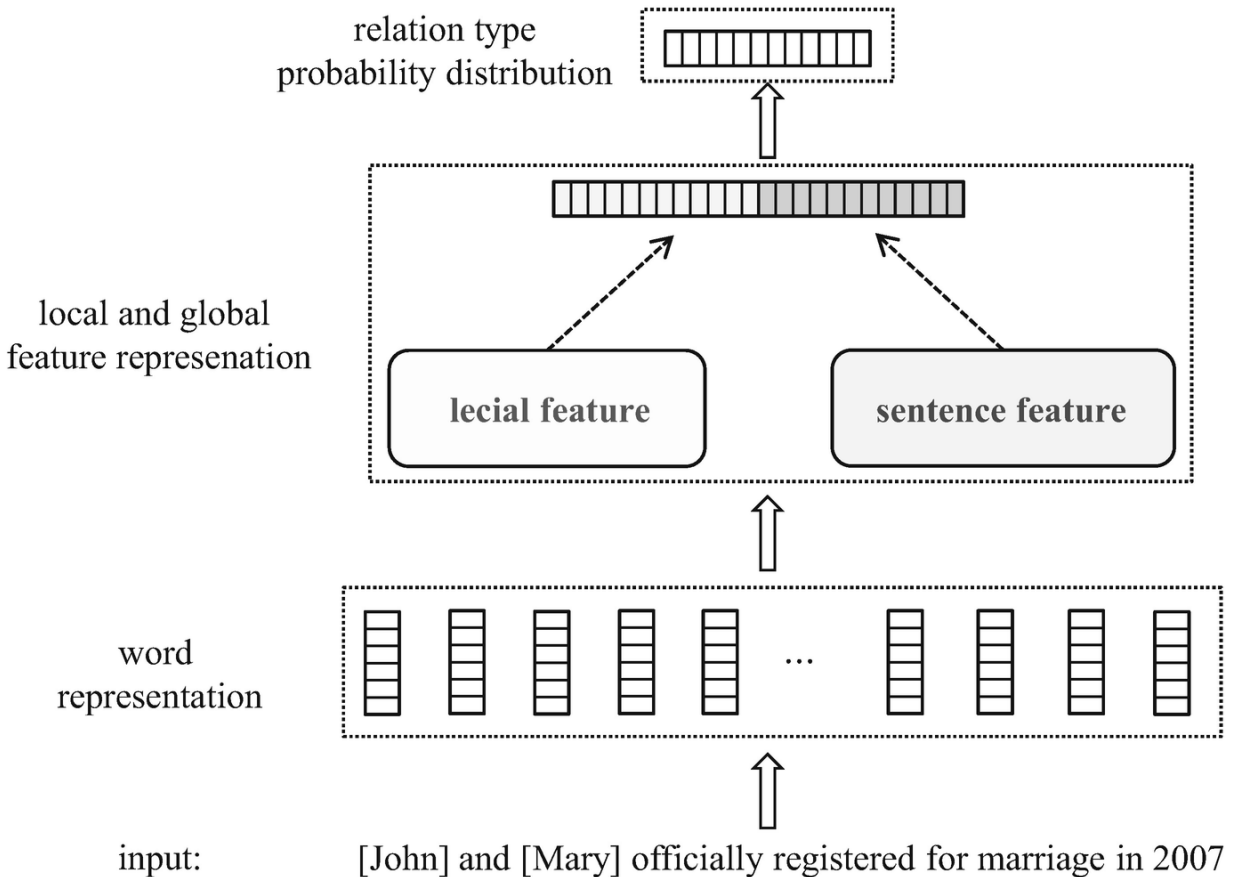 relation type
probability distribution
local and global
feature represenation
lecial feature
sentence feature
...
word
representation
input:
[John] and [Mary] officially registered for marriage in 2007